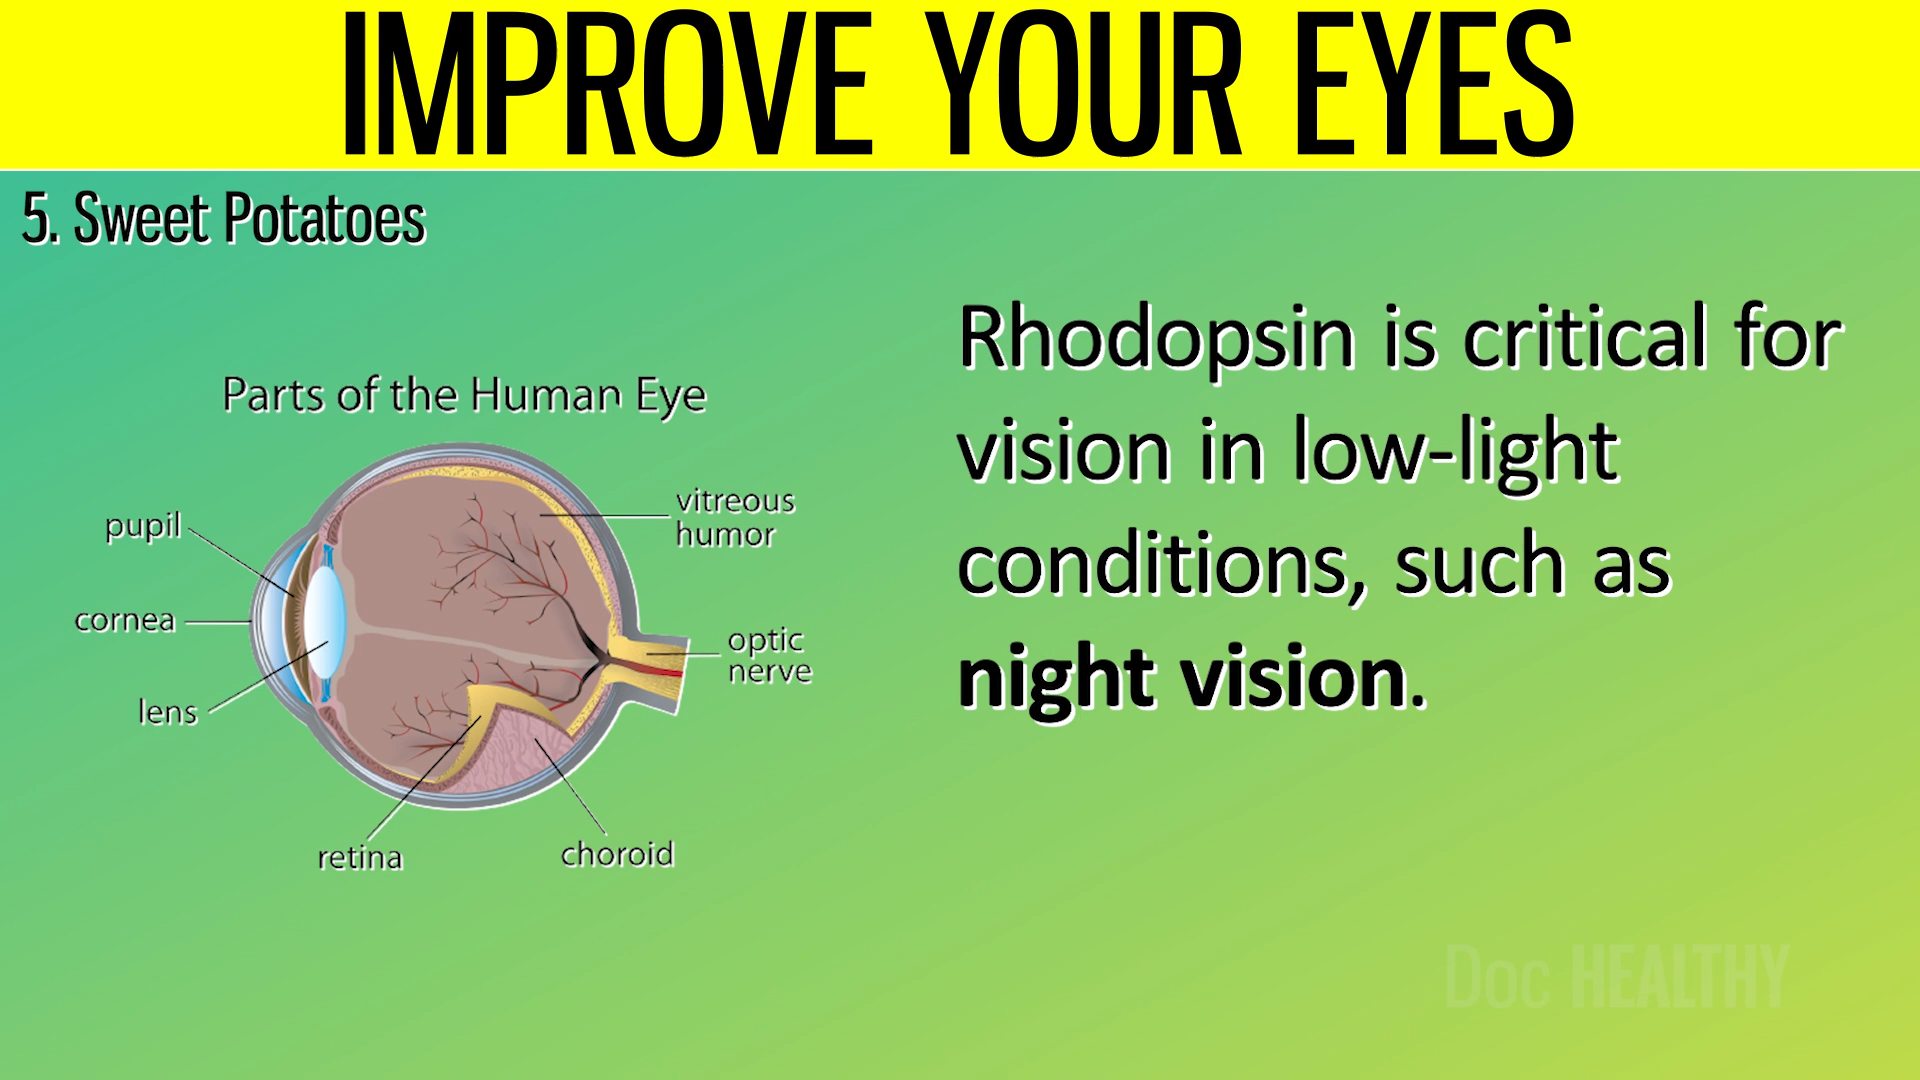 IMPROVE YOUR EYES
5. Sweet Potatoes
Parts of the Human Eye
pupil
cornea
lens
retina
choroid
vitreous
humor
optic
nerve
Rhodopsin is critical for
vision in low-light
conditions, such as
night vision.
Doc HEALTHY